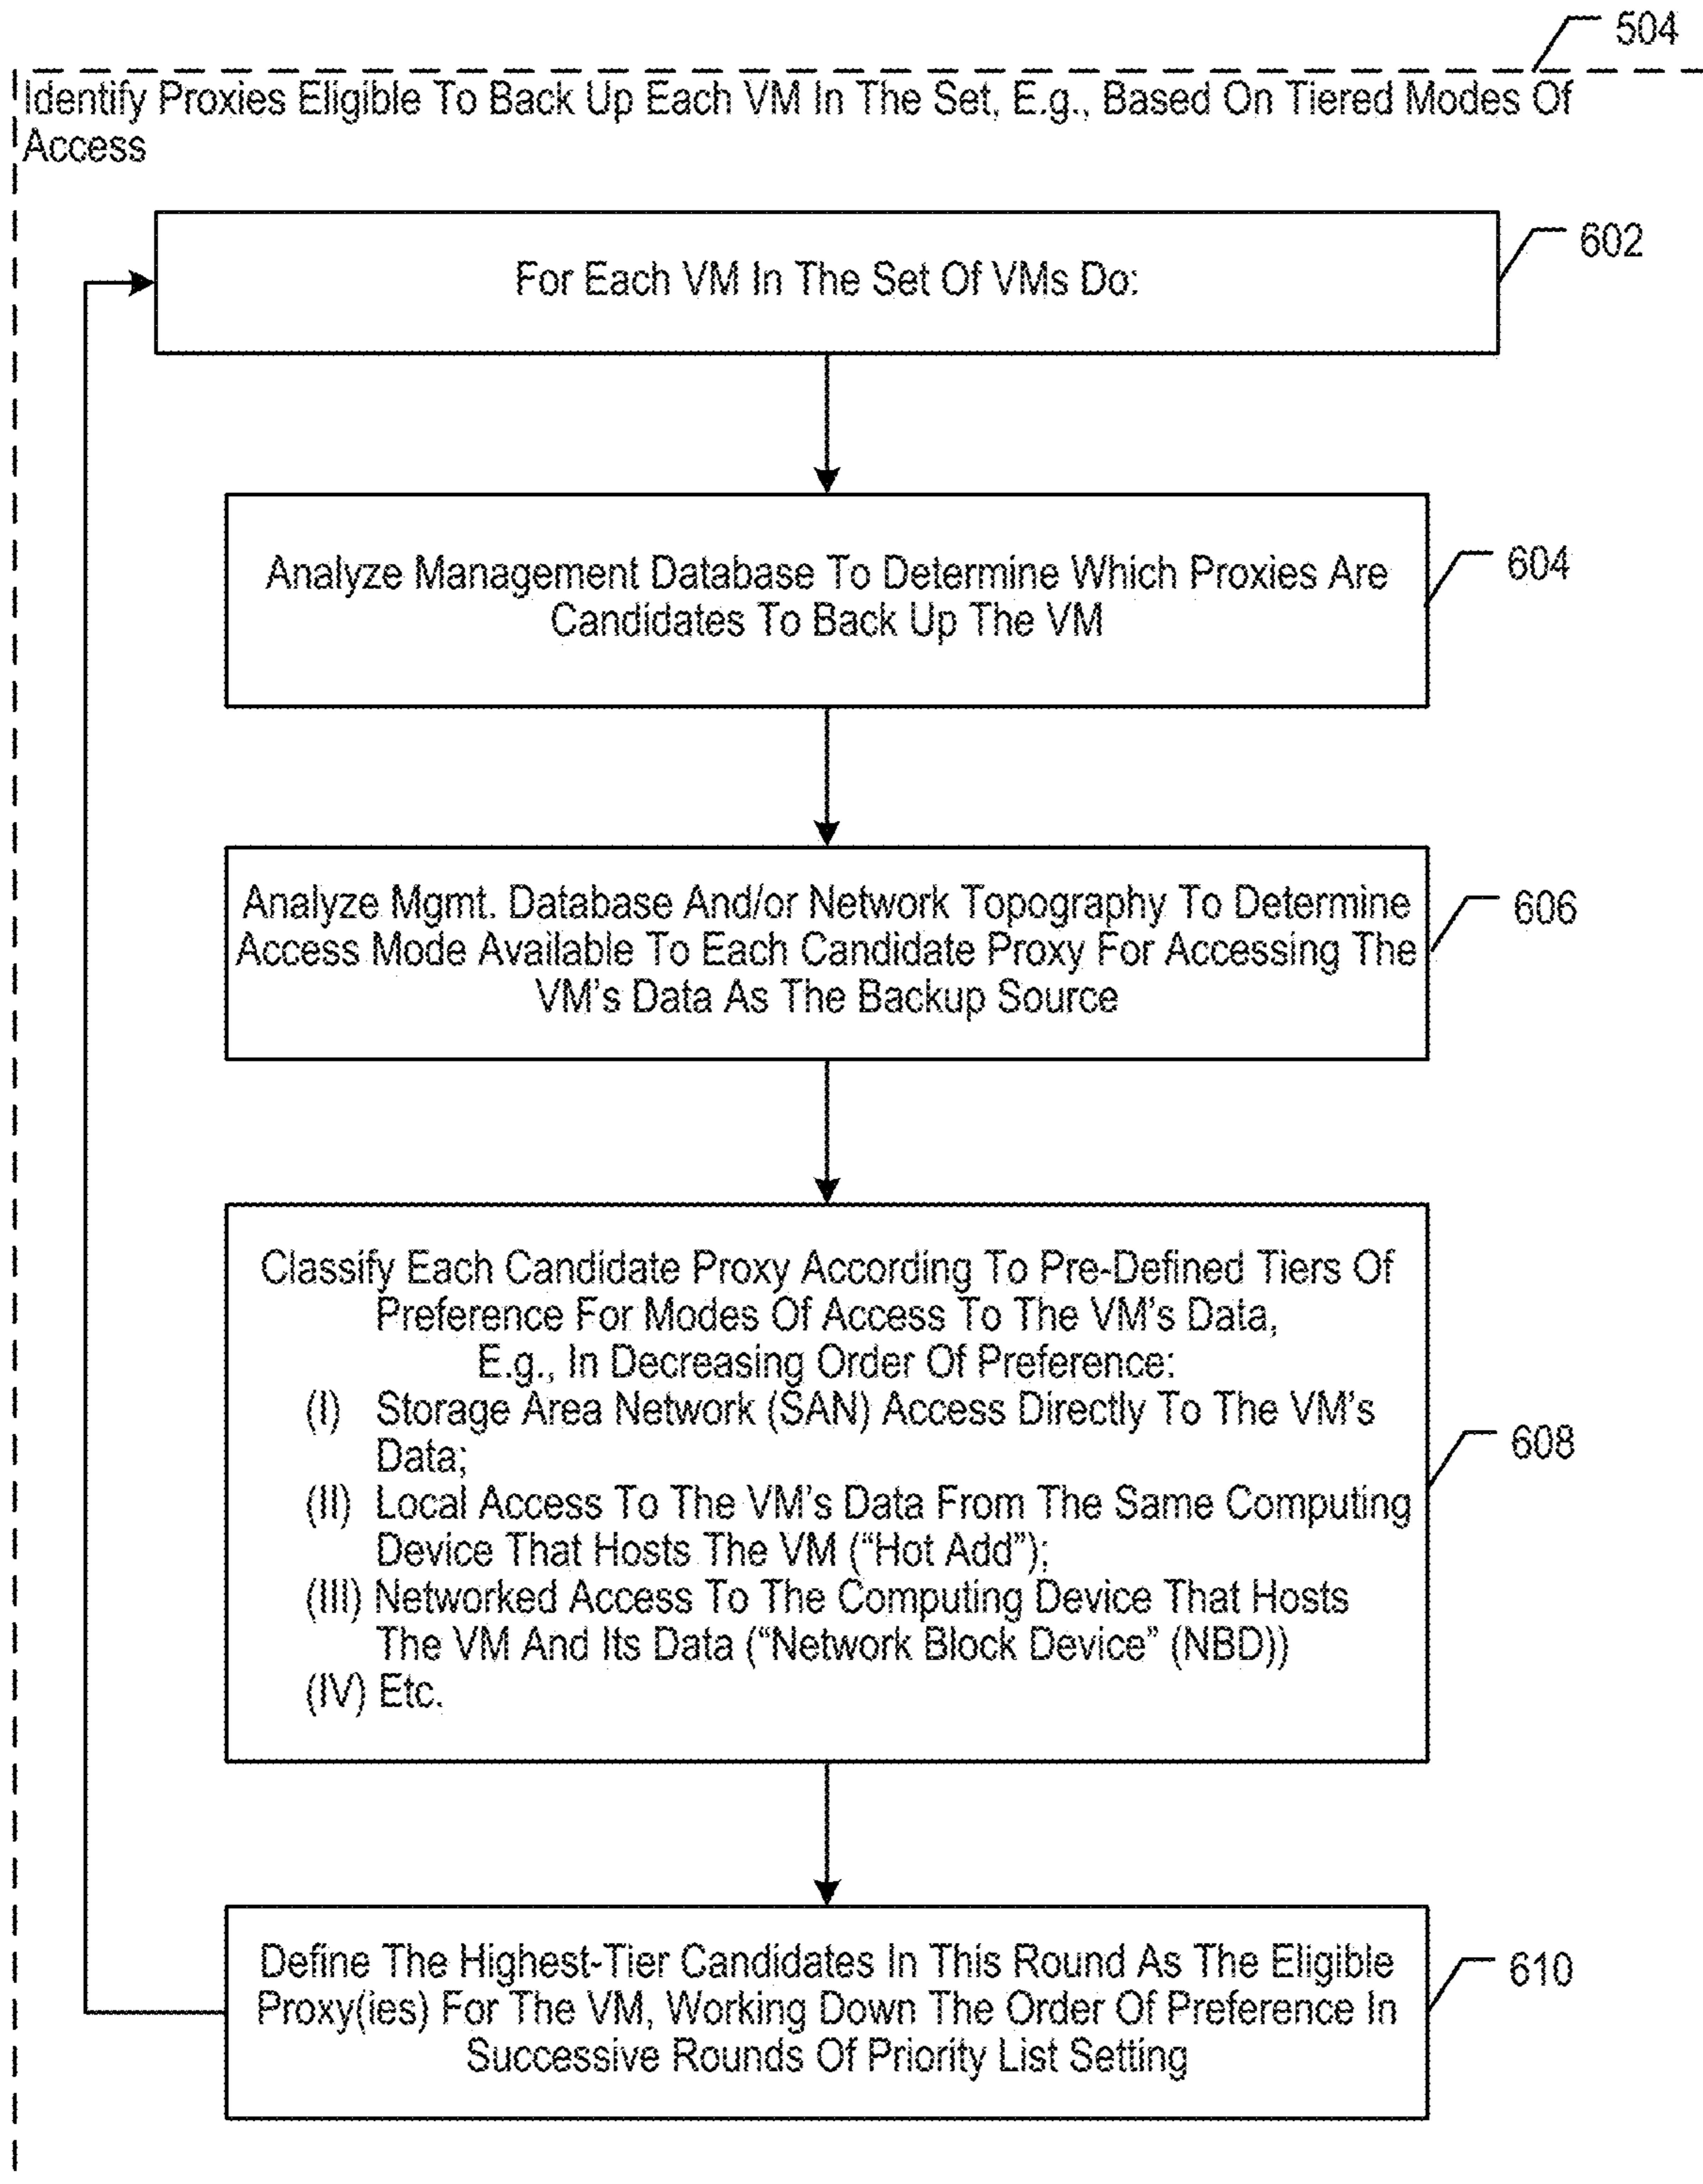 504
Identify Proxies Eligible To Back Up Each VM In The Set, E.g., Based On Tiered Modes Of
Access
602
For Each VM In The Set Of VMs Do:
604
Analyze Management Database To Determine Which Proxies Are
Candidates To Back Up The VM
606
Analyze Mgmt. Database And/or Network Topography To Determine
Access Mode Available To Each Candidate Proxy For Accessing The
VM's Data As The Backup Source
Classify Each Candidate Proxy According To Pre-Defined Tiers Of
Preference For Modes Of Access To The VM's Data,
E.g., In Decreasing Order Of Preference:
(I) Storage Area Network (SAN) Access Directly To The VM's
Data;
608
(II) Local Access To The VM's Data From The Same Computing
Device That Hosts The VM (“Hot Add”);
(III) Networked Access To The Computing Device That Hosts
The VM And Its Data (“Network Block Device” (NBD))
(IV) Etc.
Define The Highest-Tier Candidates In This Round As The Eligible
610
Proxy(ies) For The VM, Working Down The Order Of Preference In
Successive Rounds Of Priority List Setting